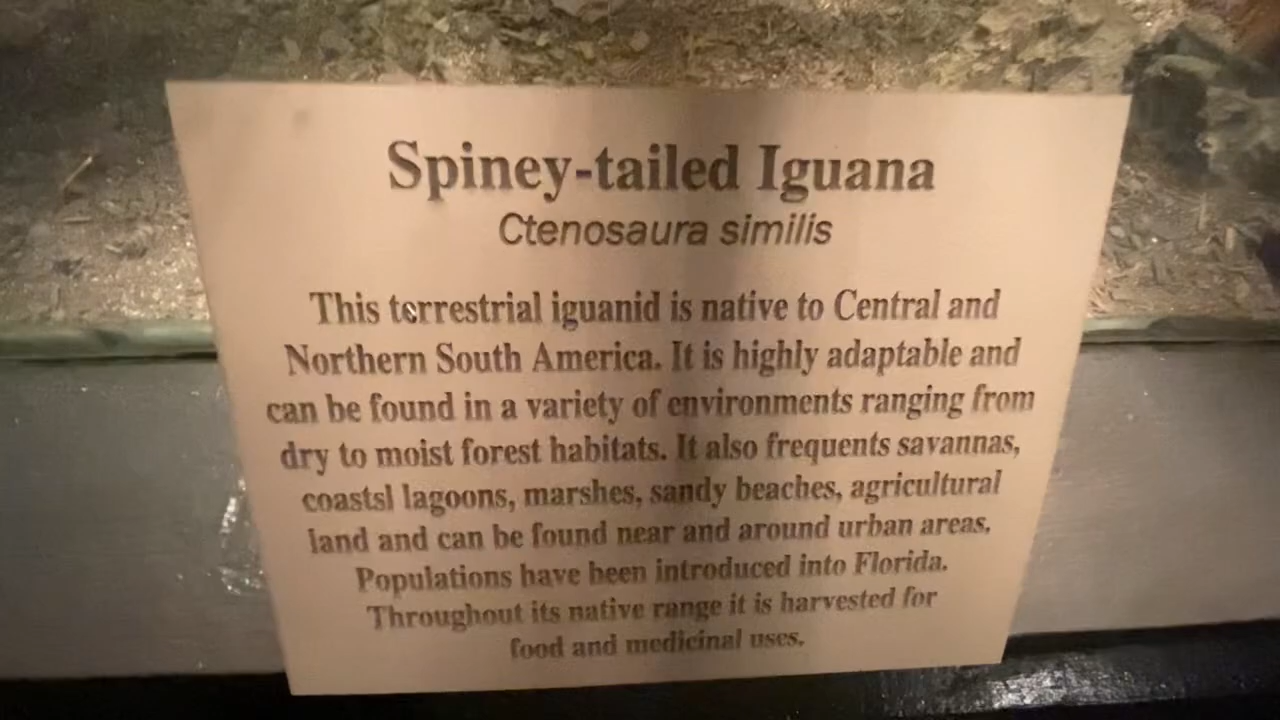 Spiney-tailed Iguana
Ctenosaura similis
This terrestrial iguanid is native to Central and
Northern South America. It is highly adaptable and
can be found in a variety of environments ranging from
dry to moist forest habitats. It also frequents savannas,
coastsl lagoons, marshes, sandy beaches, agricultural
land and can be found near and around urban areas.
Populations have been introduced into Florida.
Throughout its native range it is harvested for
food and medicinal uses.